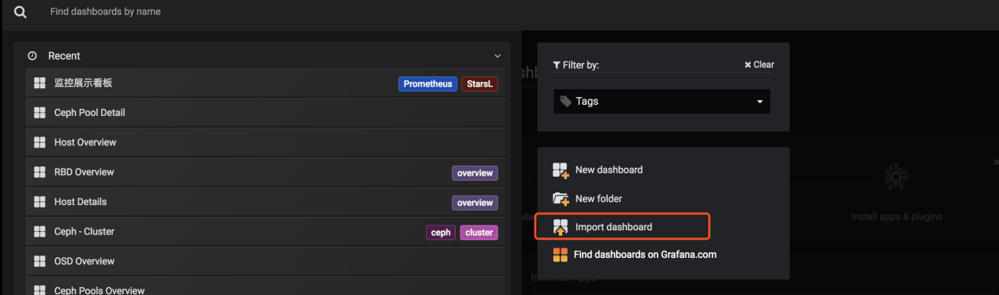 Find dashboards by name
Recent
监控展示看板 Prometheus StarsL
Ceph Pool Detail
Host Overview
RBD Overview overview
Host Details overview
Ceph - Cluster ceph cluster
OSD Overview
Ceph Pools Overview
Filter by: Clear
Tags
New dashboard
New folder
Import dashboard
Find dashboards on Grafana.com
Install apps & plugins
Installed Apps